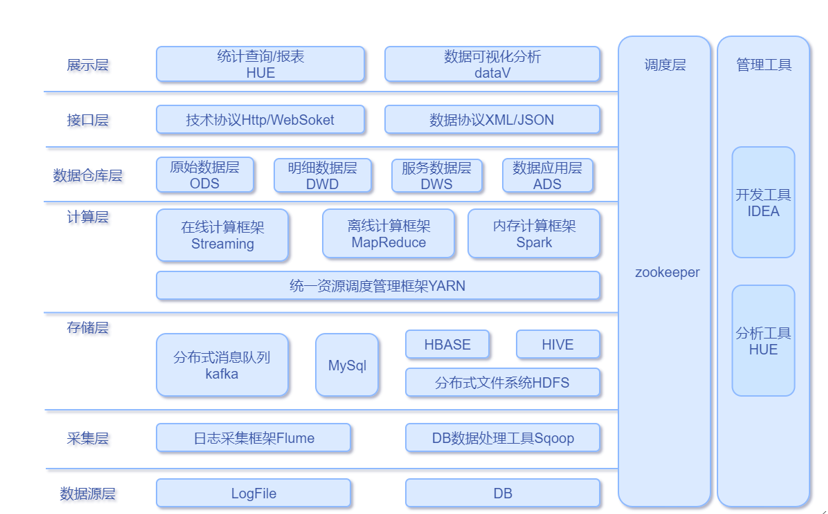 展示层
统计查询/报表
HUE
数据可视化分析
dataV
接口层
技术协议Http/WebSoket
数据协议XML/JSON
数据仓库层
原始数据层
ODS
明细数据层
DWD
服务数据层
DWS
数据应用层
ADS
计算层
在线计算框架
Streaming
离线计算框架
MapReduce
内存计算框架
Spark
统一资源调度管理框架YARN
存储层
分布式消息队列
kafka
MySql
HBASE
HIVE
分布式文件系统HDFS
采集层
日志采集框架Flume
DB数据处理工具Sqoop
数据源层
LogFile
DB
调度层
zookeeper
管理工具
开发工具
IDEA
分析工具
HUE